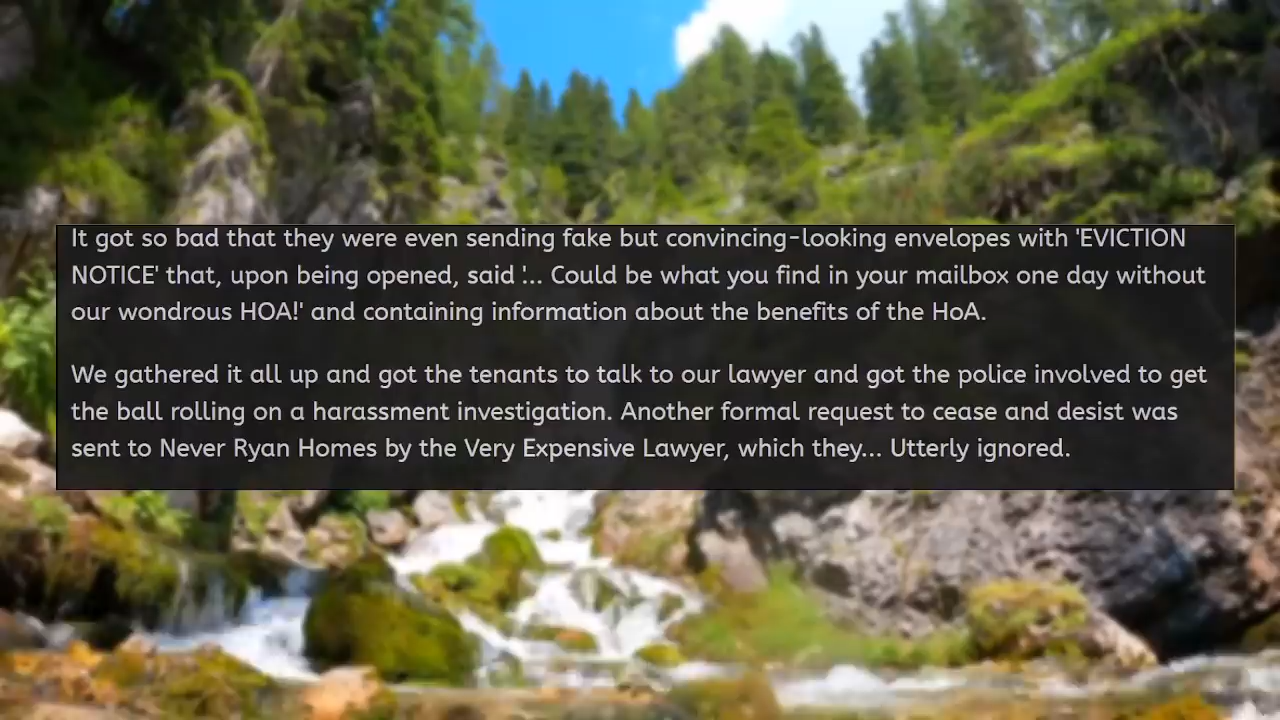 It got so bad that they were even sending fake but convincing-looking envelopes with 'EVICTION
NOTICE' that, upon being opened, said '... Could be what you find in your mailbox one day without
our wondrous HOA!' and containing information about the benefits of the HoA.
We gathered it all up and got the tenants to talk to our lawyer and got the police involved to get
the ball rolling on a harassment investigation. Another formal request to cease and desist was
sent to Never Ryan Homes by the Very Expensive Lawyer, which they... Utterly ignored.